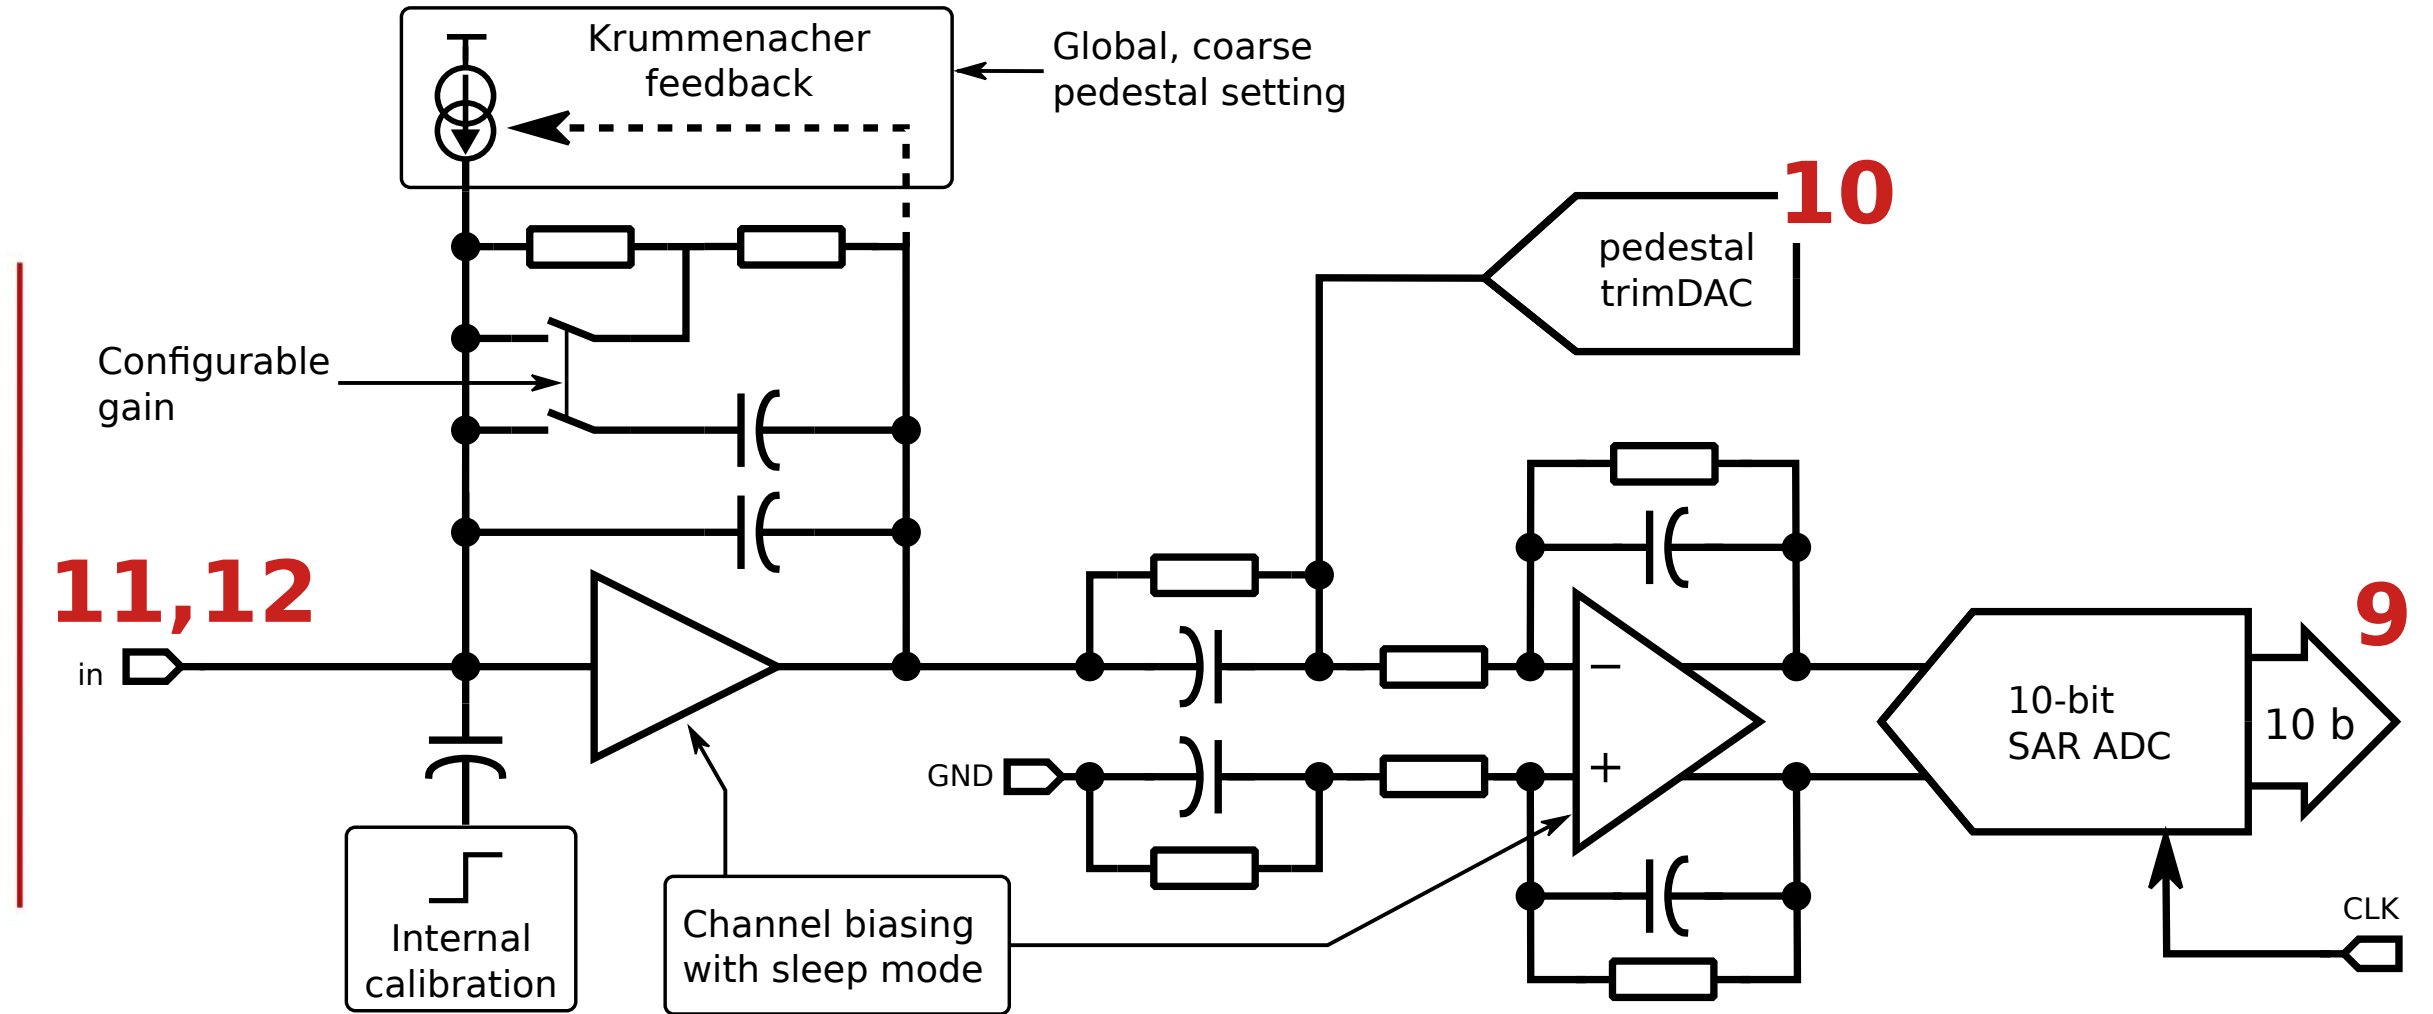 Krummenacher
feedback
Global, coarse
pedestal setting
10
pedestal
trimDAC
Configurable
gain
11,12
in
9
10-bit
SAR ADC
10 b
−
+
GND
Internal
calibration
Channel biasing
with sleep mode
CLK